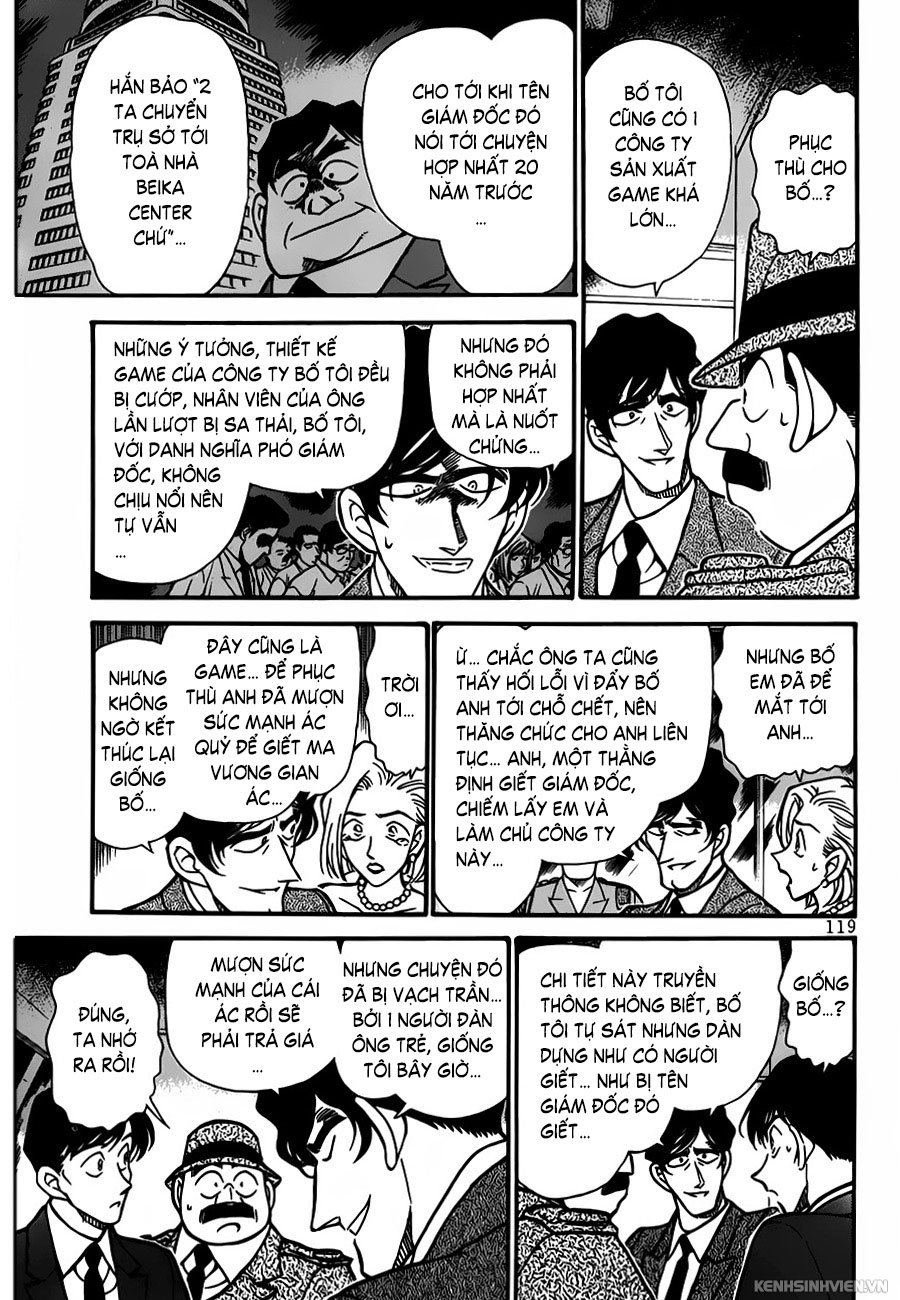 PHỤC
THÙ CHO
BỐ...?
BỐ TÔI
CŨNG CÓ 1
CÔNG TY
SẢN XUẤT
GAME KHÁ
LỚN...
CHO TỚI KHI TÊN
GIÁM ĐỐC ĐÓ
NÓI TỚI CHUYỆN
HỢP NHẤT 20
NĂM TRƯỚC
...
HẮN BẢO "2
TA CHUYỂN
TRỤ SỞ TỚI
TOÀ NHÀ
BEIKA
CENTER
CHỨ"...
NHƯNG ĐÓ
KHÔNG PHẢI
HỢP NHẤT
MÀ LÀ NUỐT
CHỬNG...
NHỮNG Ý TƯỞNG, THIẾT KẾ
GAME CỦA CÔNG TY BỐ TÔI ĐỀU
BỊ CƯỚP, NHÂN VIÊN CỦA ÔNG
LẦN LƯỢT BỊ SA THẢI, BỐ TÔI,
VỚI DANH NGHĨA PHÓ GIÁM
ĐỐC, KHÔNG
CHỊU NỔI NÊN
TỰ VẪN
...
NHƯNG BỐ
EM ĐÃ ĐỂ
MẮT TỚI
ANH...
Ừ... CHẮC ÔNG TA CŨNG
THẤY HỐI LỖI VÌ ĐẨY BỐ
ANH TỚI CHỖ CHẾT, NÊN
THĂNG CHỨC CHO ANH LIÊN
TỤC... ANH, MỘT THẰNG
ĐỊNH GIẾT GIÁM ĐỐC,
CHIẾM LẤY EM VÀ
LÀM CHỦ CÔNG TY
NÀY...
TRỜI
ƠI...
ĐÂY CŨNG LÀ
GAME... ĐỂ PHỤC
THÙ ANH ĐÃ MƯỢN
SỨC MẠNH ÁC
QUỶ ĐỂ GIẾT MA
VƯƠNG GIAN
ÁC...
NHƯNG
KHÔNG
NGỜ KẾT
THÚC LẠI
GIỐNG
BỐ...
119
GIỐNG
BỐ...?
CHI TIẾT NÀY TRUYỀN
THÔNG KHÔNG BIẾT, BỐ
TÔI TỰ SÁT NHƯNG DÀN
DỰNG NHƯ CÓ NGƯỜI
GIẾT... NHƯ BỊ TÊN
GIÁM ĐỐC ĐÓ
GIẾT...
NHƯNG CHUYỆN ĐÓ
ĐÃ BỊ VẠCH TRẦN...
BỞI 1 NGƯỜI ĐÀN
ÔNG TRẺ, GIỐNG
TÔI BÂY GIỜ...
MƯỢN SỨC
MẠNH CỦA CÁI
ÁC RỒI SẼ
PHẢI TRẢ GIÁ
...
ĐÚNG,
TA NHỚ
RA RỒI!
KENHSINHVIEN.VN